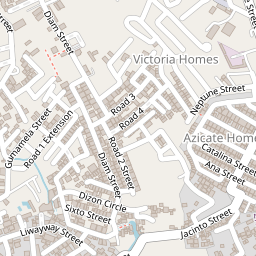 Diam Street
Victoria Homes
Road 3
Neptune Street
Road 4
Gumamela Street
Road 1 Extension
Azicate Home
Catalina Street
Ana Street
Road 2 Street
Diam Street
Dizon Circle
Sixto Street
Liwayway Street
Jacinto Street